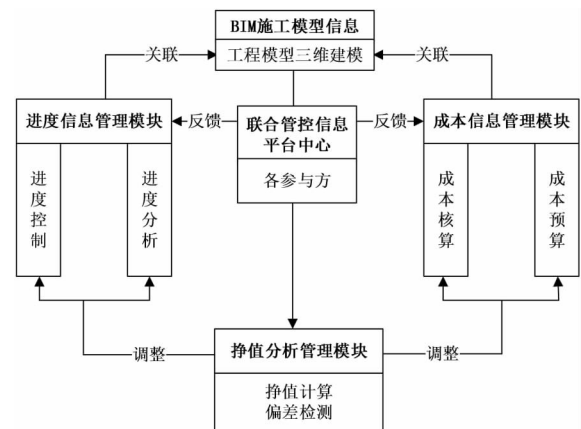 BIM施工模型信息
工程模型三维建模
关联
关联
进度信息管理模块
反馈
联合管控信息
平台中心
反馈
成本信息管理模块
各参与方
进度控制
进度分析
成本核算
成本预算
调整
挣值分析管理模块
调整
挣值计算
偏差检测